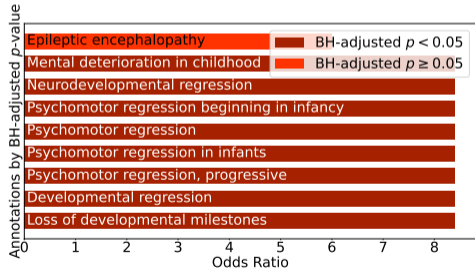 Annotations by BH-adjusted p-value
Epileptic encephalopathy
Mental deterioration in childhood
Neurodevelopmental regression
Psychomotor regression beginning in infancy
Psychomotor regression
Psychomotor regression in infants
Psychomotor regression, progressive
Developmental regression
Loss of developmental milestones
BH-adjusted p < 0.05
BH-adjusted p ≥ 0.05
0 1 2 3 4 5 6 7 8
Odds Ratio